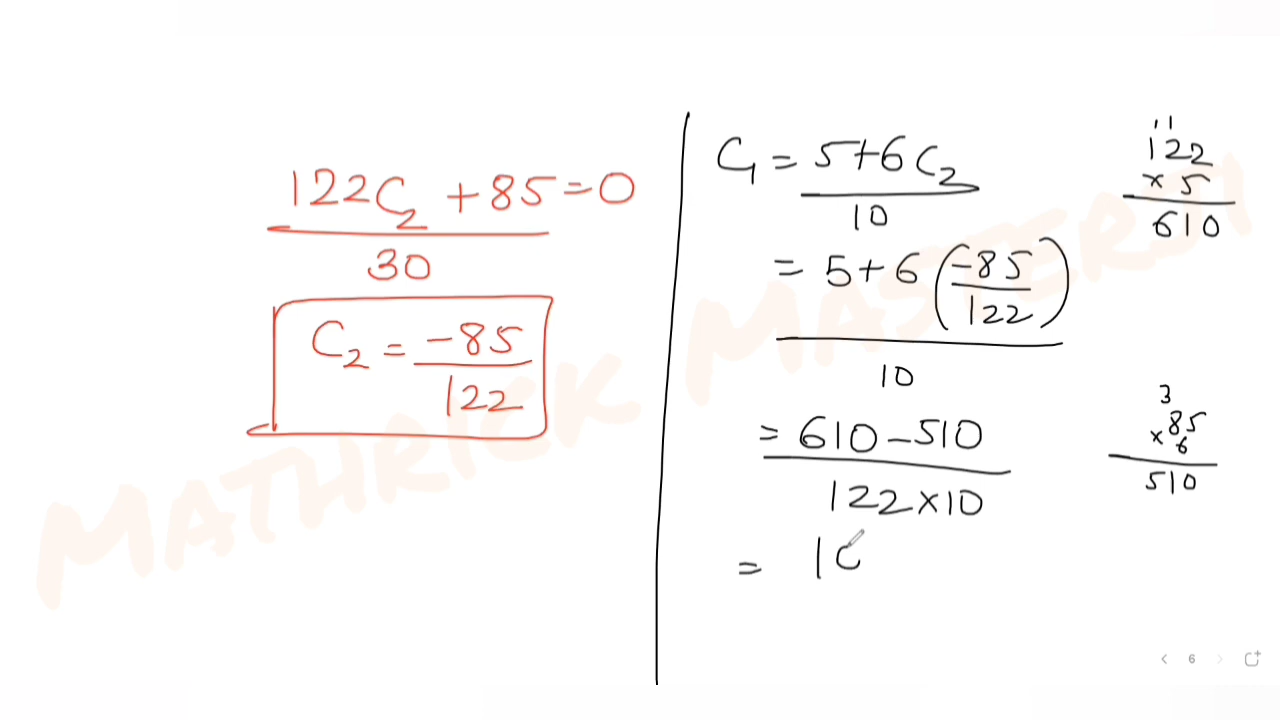 122C₂ + 85 = 0
30
C₂ = -85
122
C₁ = 5+6C₂
10
= 5 + 6 (-85
122)
10
= 610 - 510
122 × 10
= 10
11
122
× 5
610
3
85
× 6
510
MATHRICK MASTERS!
< 6 >